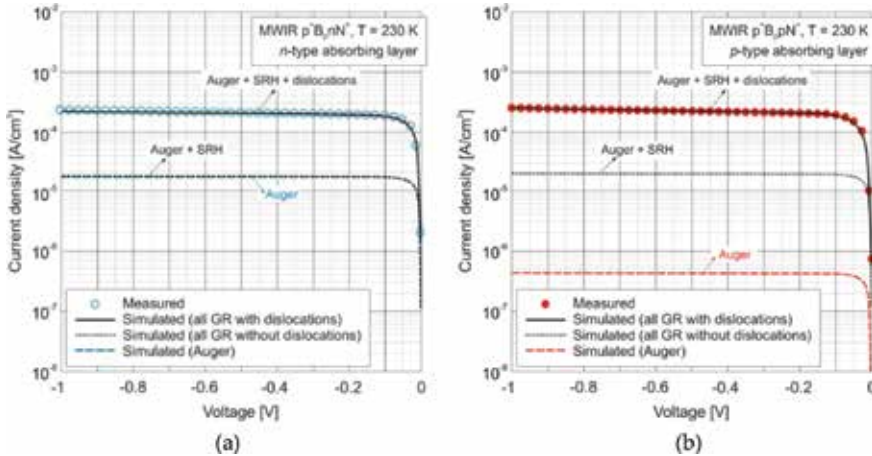 MWIR p⁺BₚnN⁺, T = 230 K
n-type absorbing layer
Auger + SRH + dislocations
Auger + SRH
Auger
Measured
Simulated (all GR with dislocations)
Simulated (all GR without dislocations)
Simulated (Auger)
Current density [A/cm²]
10⁻²
10⁻³
10⁻⁴
10⁻⁵
10⁻⁶
10⁻⁷
10⁻⁸
-1 -0.8 -0.6 -0.4 -0.2 0
Voltage [V]
(a)
MWIR p⁺BₚpN⁺, T = 230 K
p-type absorbing layer
Auger + SRH + dislocations
Auger + SRH
Auger
Measured
Simulated (all GR with dislocations)
Simulated (all GR without dislocations)
Simulated (Auger)
Current density [A/cm²]
10⁻²
10⁻³
10⁻⁴
10⁻⁵
10⁻⁶
10⁻⁷
10⁻⁸
-1 -0.8 -0.6 -0.4 -0.2 0
Voltage [V]
(b)